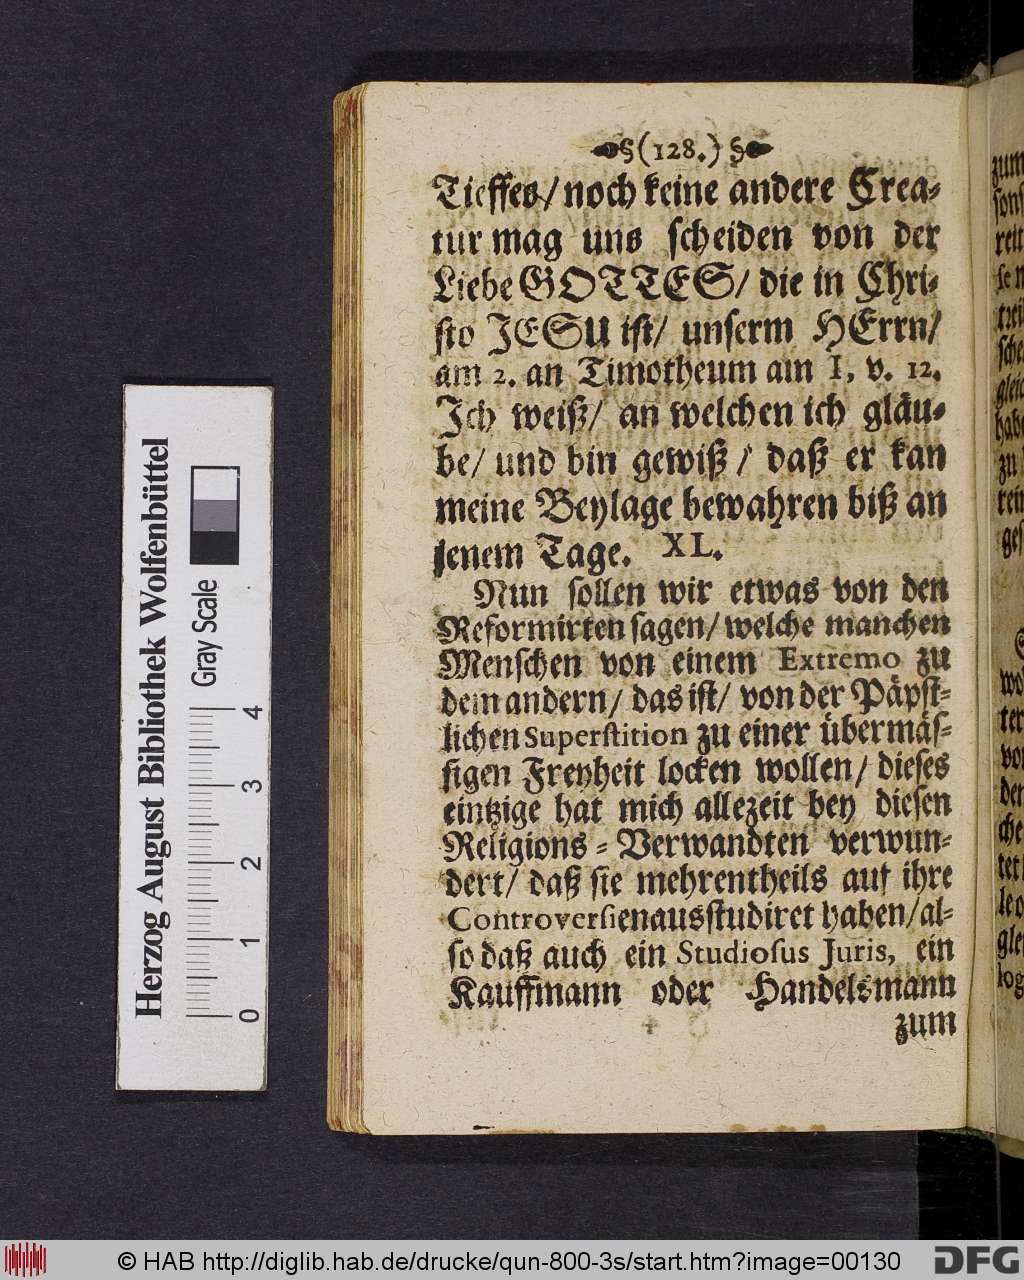 §(128.)§
Tieffes/ noch keine andere Crea-
tur mag uns scheiden von der
Liebe GOTTES/ die in Chri-
sto JESU ist/ unserm HErrn/
am 2. an Timotheum am I, v. 12.
Ich weiß/ an welchen ich gläu-
be/ und bin gewiß/ daß er kan
meine Beylage bewahren biß an
jenem Tage. XL.
Nun sollen wir etwas von den
Reformirten sagen/ welche manchen
Menschen von einem Extremo zu
dem andern/ das ist/ von der Päpst-
lichen Superstition zu einer übermäs-
sigen Freyheit locken wollen/ dieses
eintzige hat mich allezeit bey diesen
Religions-Verwandten verwun-
dert/ daß sie mehrentheils auf ihre
Controversien ausstudiret haben/ al-
so daß auch ein Studiosus Juris, ein
Kauffmann oder Handelsmann
zum
Herzog August Bibliothek Wolfenbüttel
Gray Scale
0 1 2 3 4
© HAB http://diglib.hab.de/drucke/qun-800-3s/start.htm?image=00130
DFG